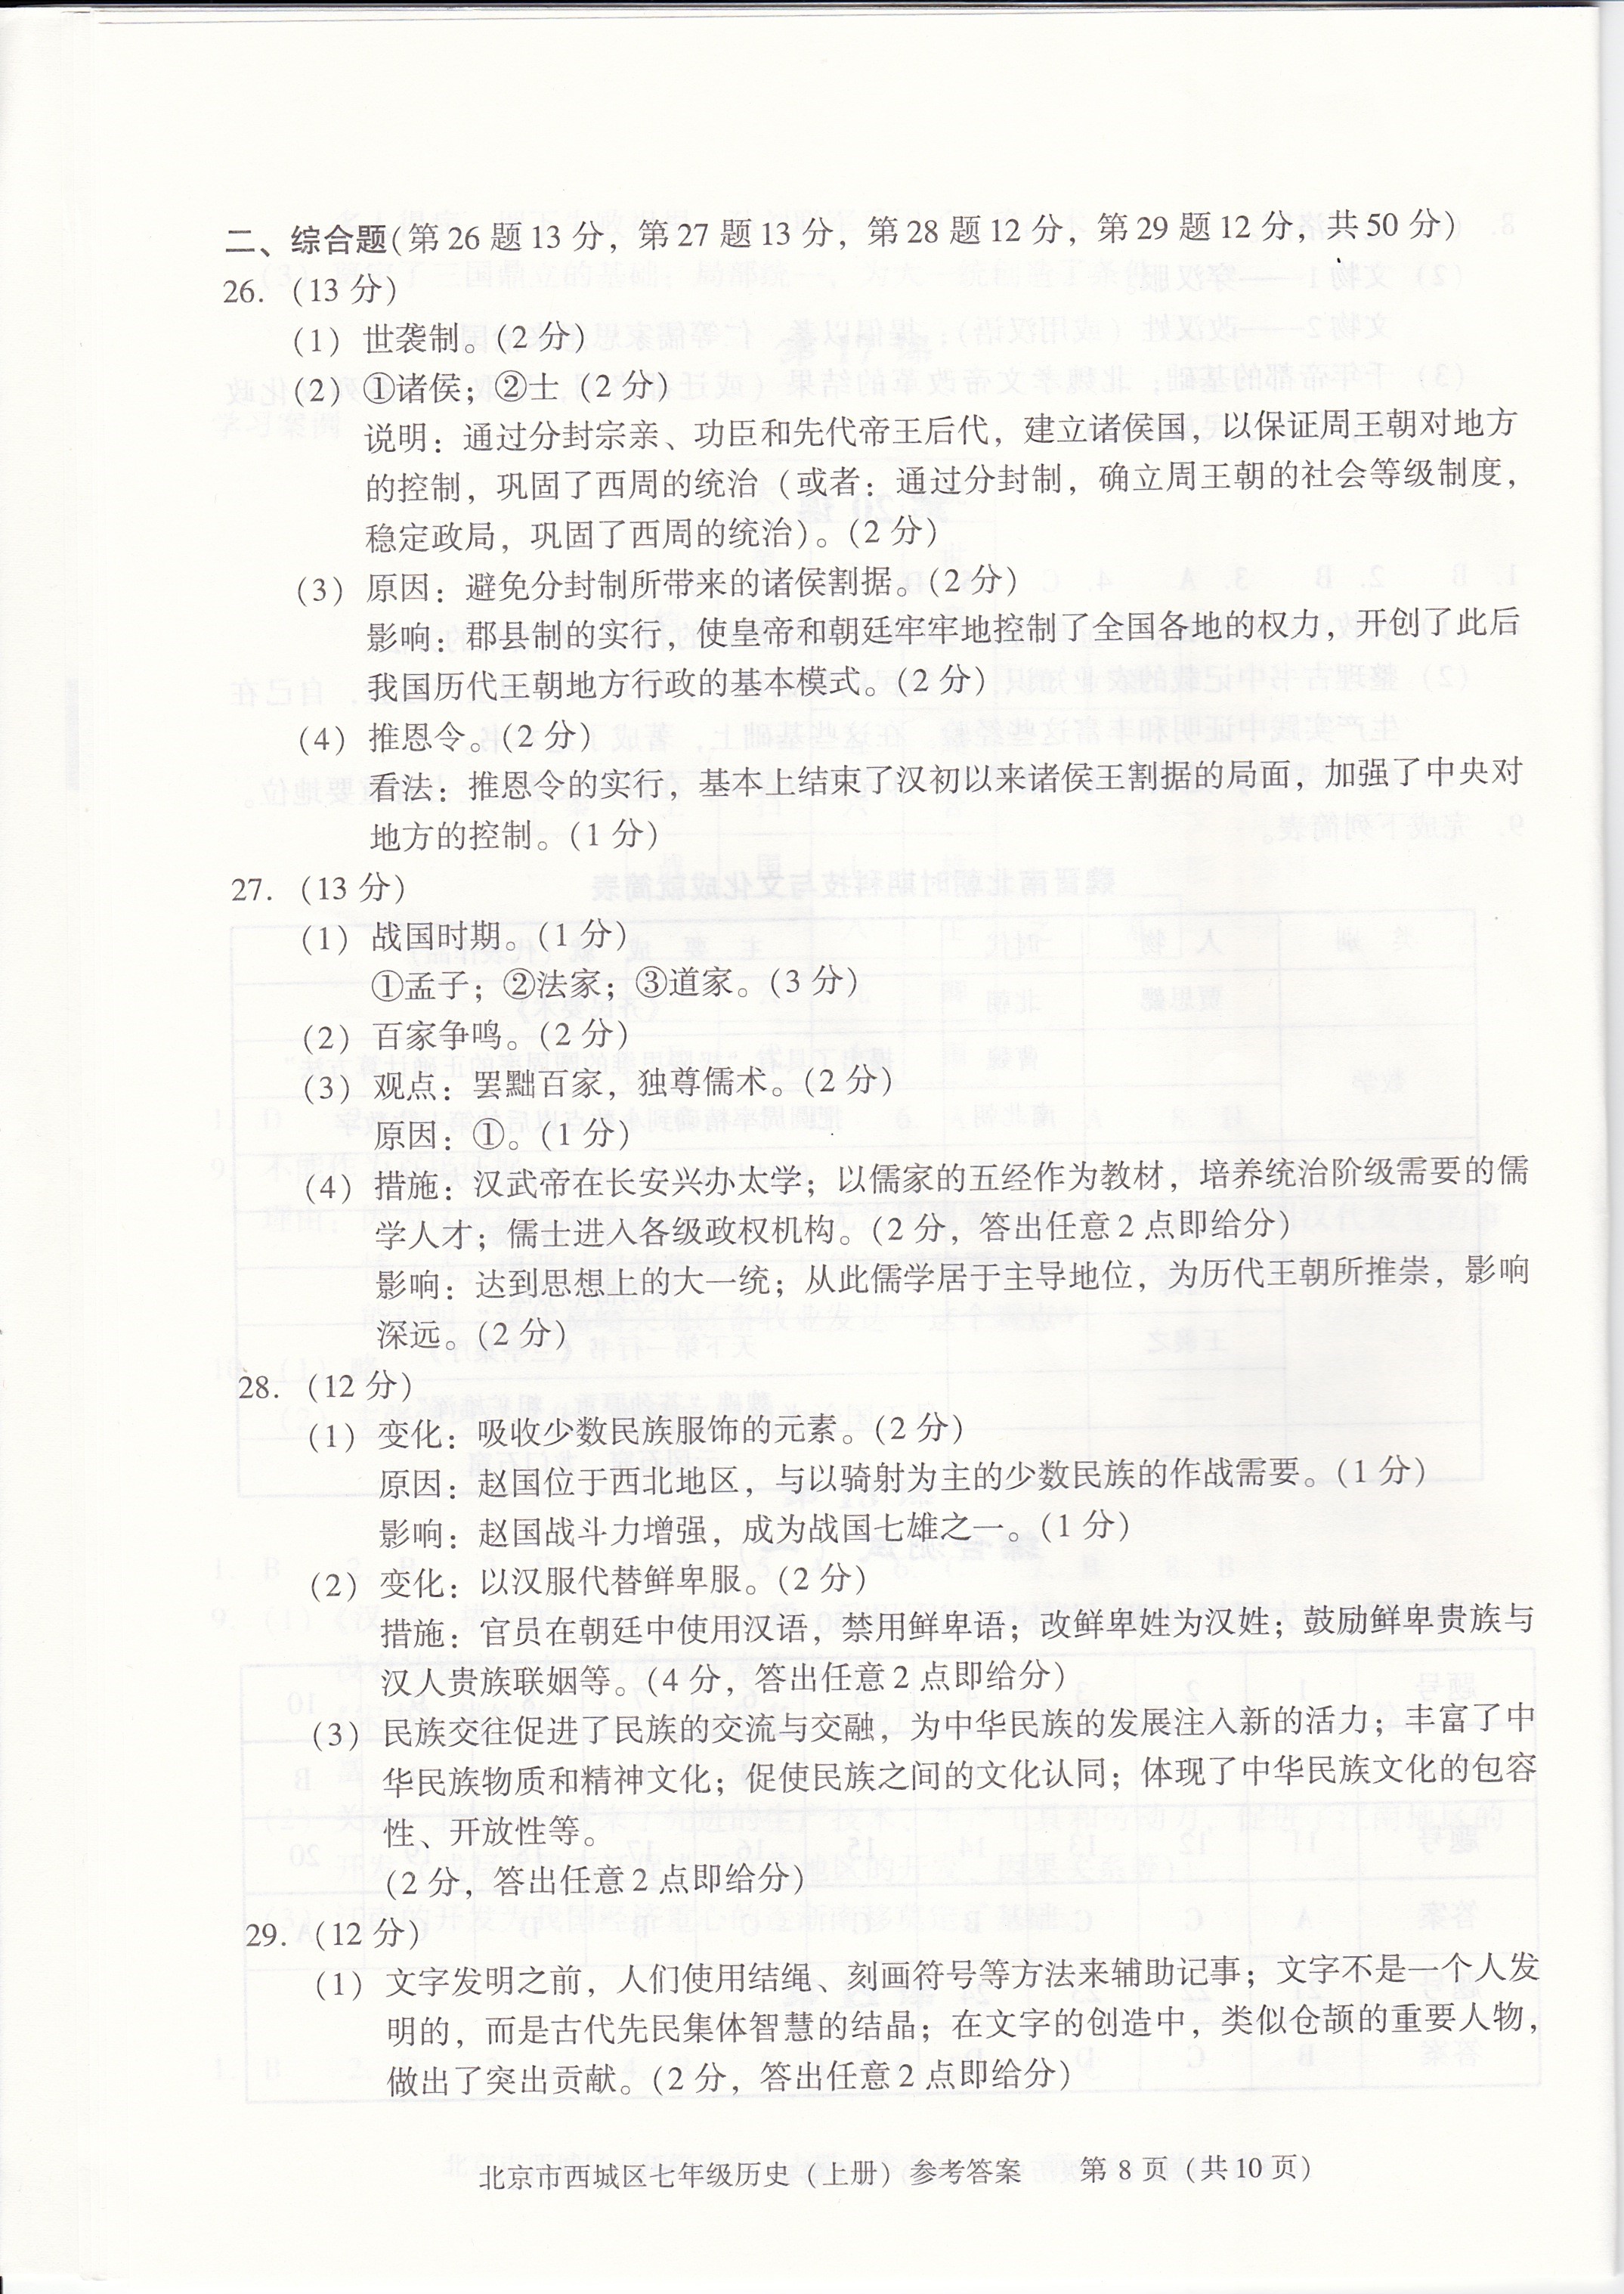 二、综合题(第26题13分，第27题13分，第28题12分，第29题12分，共50分)
26.（13分）
（1）世袭制。（2分）
（2）①诸侯；②士（2分）
说明：通过分封宗亲、功臣和先代帝王后代，建立诸侯国，以保证周王朝对地方
的控制，巩固了西周的统治（或者：通过分封制，确立周王朝的社会等级制度，
稳定政局，巩固了西周的统治）。（2分）
（3）原因：避免分封制所带来的诸侯割据。（2分）
影响：郡县制的实行，使皇帝和朝廷牢牢地控制了全国各地的权力，开创了此后
我国历代王朝地方行政的基本模式。（2分）
（4）推恩令。（2分）
看法：推恩令的实行，基本上结束了汉初以来诸侯王割据的局面，加强了中央对
地方的控制。（1分）
27.（13分）
（1）战国时期。（1分）
①孟子；②法家；③道家。（3分）
（2）百家争鸣。（2分）
（3）观点：罢黜百家，独尊儒术。（2分）
原因：①。（1分）
（4）措施：汉武帝在长安兴办太学；以儒家的五经作为教材，培养统治阶级需要的儒
学人才；儒士进入各级政权机构。（2分，答出任意2点即给分）
影响：达到思想上的大一统；从此儒学居于主导地位，为历代王朝所推崇，影响
深远。（2分）
28.（12分）
（1）变化：吸收少数民族服饰的元素。（2分）
原因：赵国位于西北地区，与以骑射为主的少数民族的作战需要。（1分）
影响：赵国战斗力增强，成为战国七雄之一。（1分）
（2）变化：以汉服代替鲜卑服。（2分）
措施：官员在朝廷中使用汉语，禁用鲜卑语；改鲜卑姓为汉姓；鼓励鲜卑贵族与
汉人贵族联姻等。（4分，答出任意2点即给分）
（3）民族交往促进了民族的交流与交融，为中华民族的发展注入新的活力；丰富了中
华民族物质和精神文化；促使民族之间的文化认同；体现了中华民族文化的包容
性、开放性等。
（2分，答出任意2点即给分）
29.（12分）
（1）文字发明之前，人们使用结绳、刻画符号等方法来辅助记事；文字不是一个人发
明的，而是古代先民集体智慧的结晶；在文字的创造中，类似仓颉的重要人物，
做出了突出贡献。（2分，答出任意2点即给分）
北京市西城区七年级历史（上册）参考答案　第8页（共10页）